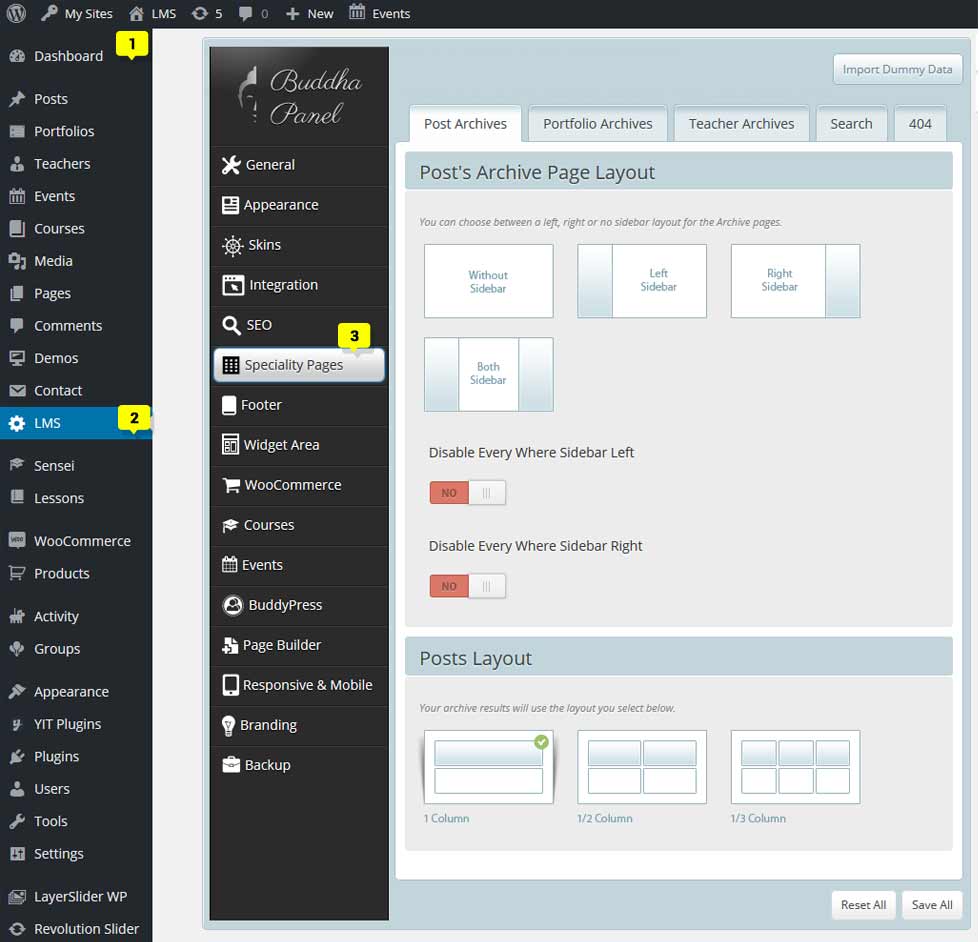 My Sites
LMS
5
0
New
Events
1
Dashboard
Posts
Portfolios
Teachers
Events
Courses
Media
Pages
Comments
Demos
Contact
LMS
2
Sensei
Lessons
WooCommerce
Products
Activity
Groups
Appearance
YIT Plugins
Plugins
Users
Tools
Settings
LayerSlider WP
Revolution Slider
Buddha
Panel
General
Appearance
Skins
Integration
SEO
3
Speciality Pages
Footer
Widget Area
WooCommerce
Courses
Events
BuddyPress
Page Builder
Responsive & Mobile
Branding
Backup
Import Dummy Data
Post Archives
Portfolio Archives
Teacher Archives
Search
404
Post's Archive Page Layout
You can choose between a left, right or no sidebar layout for the Archive pages.
Without
Sidebar
Left
Sidebar
Right
Sidebar
Both
Sidebar
Disable Every Where Sidebar Left
NO
Disable Every Where Sidebar Right
NO
Posts Layout
Your archive results will use the layout you select below.
1 Column
1/2 Column
1/3 Column
Reset All
Save All